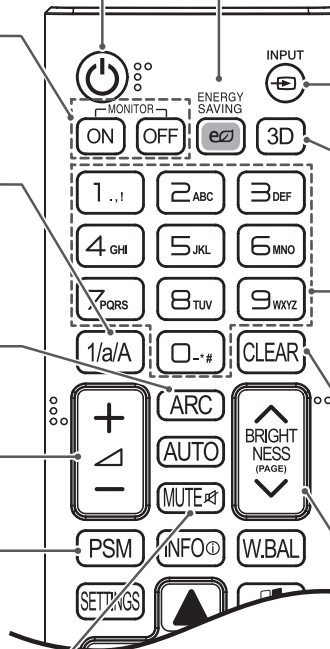 INPUT
ENERGY
SAVING
MONITOR
ON OFF 3D
1 .,! 2 ABC 3 DEF
4 GHI 5 JKL 6 MNO
7 PQRS 8 TUV 9 WXYZ
1/a/A 0 -*# CLEAR
ARC
+
BRIGHT
NESS
(PAGE)
AUTO
−
MUTE
PSM INFO ⓘ W.BAL
SETTINGS